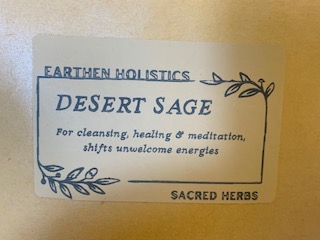 EARTHEN HOLISTICS
DESERT SAGE
For cleansing, healing & meditation,
shifts unwelcome energies
SACRED HERBS